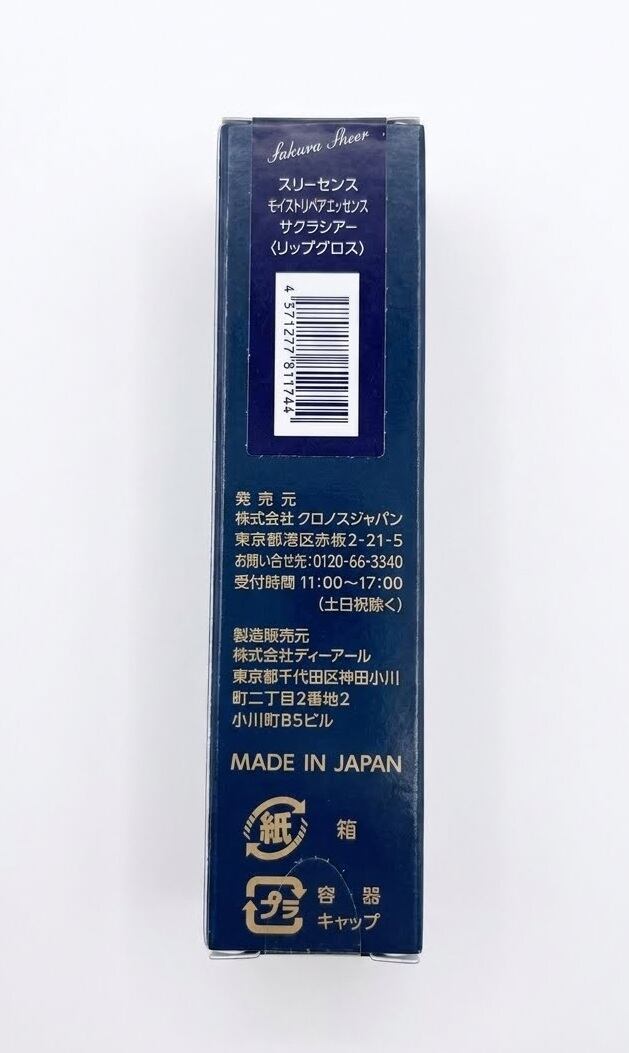 Sakura Sheer
スリーセンス
モイストリペアエッセンス
サクラシアー
〈リップグロス〉
4 571277 811744
発売元
株式会社 クロノスジャパン
東京都港区赤坂2-21-5
お問い合せ先:0120-66-3340
受付時間 11:00〜17:00
(土日祝除く)
製造販売元
株式会社ディーアール
東京都千代田区神田小川
町二丁目2番地2
小川町B5ビル
MADE IN JAPAN
紙 箱
プラ 容 器
キャップ